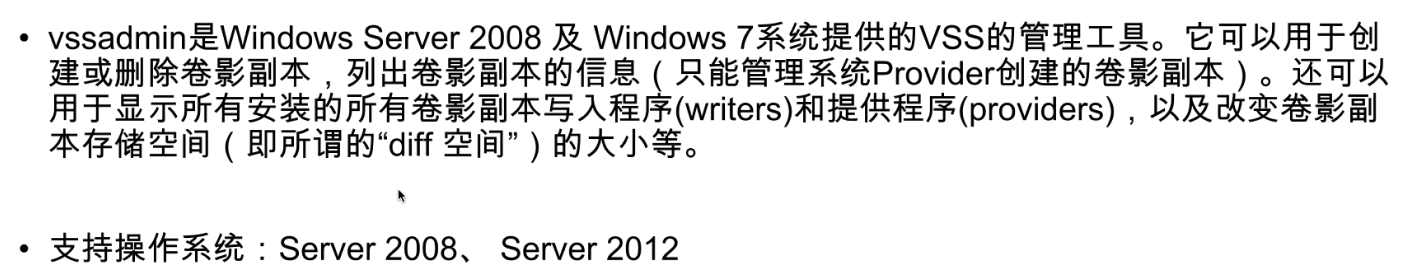 • vssadmin是Windows Server 2008 及 Windows 7系统提供的VSS的管理工具。它可以用于创
建或删除卷影副本，列出卷影副本的信息（只能管理系统Provider创建的卷影副本）。还可以
用于显示所有安装的所有卷影副本写入程序(writers)和提供程序(providers)，以及改变卷影副
本存储空间（即所谓的“diff 空间”）的大小等。
• 支持操作系统：Server 2008、 Server 2012